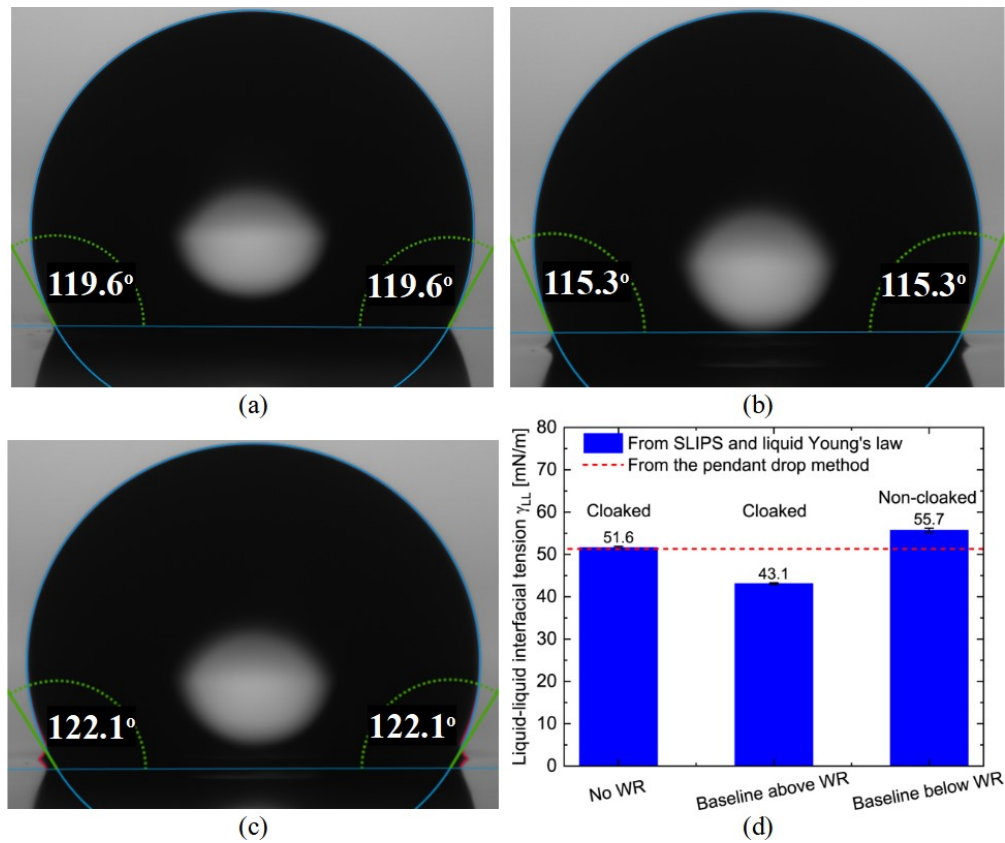 119.6° 119.6°
(a)
115.3° 115.3°
(b)
122.1° 122.1°
(c)
Liquid-liquid interfacial tension γLL [mN/m]
80
70
60
50
40
30
20
10
0
From SLIPS and liquid Young's law
From the pendant drop method
Cloaked
51.6
Cloaked
43.1
Non-cloaked
55.7
No WR
Baseline above WR
Baseline below WR
(d)